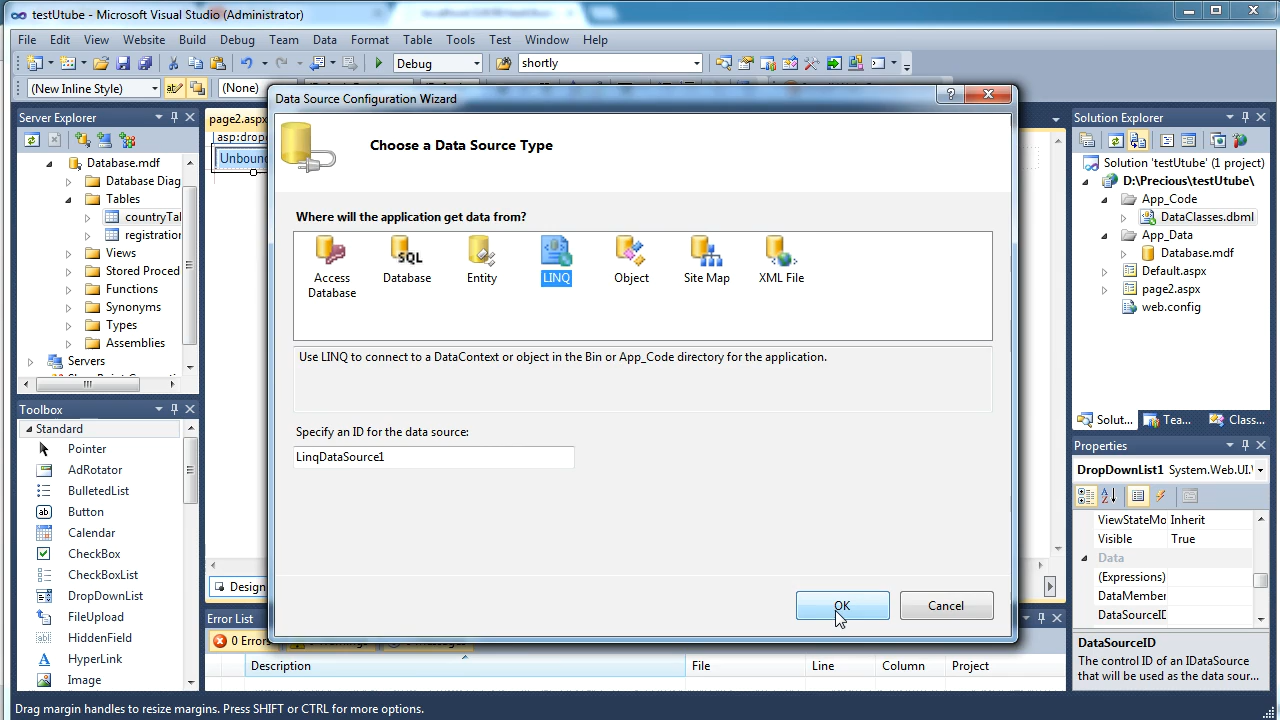 testUtube - Microsoft Visual Studio (Administrator)
File Edit View Website Build Debug Team Data Format Table Tools Test Window Help
Debug shortly
(New Inline Style) (None)
Server Explorer
Database.mdf
Database Diag
Tables
countryTal
registration
Views
Stored Proced
Functions
Synonyms
Types
Assemblies
Servers
Toolbox
Standard
Pointer
AdRotator
BulletedList
Button
Calendar
CheckBox
CheckBoxList
DropDownList
FileUpload
HiddenField
HyperLink
Image
page2.aspx
asp:drop
Unbound
Design
Data Source Configuration Wizard
Choose a Data Source Type
Where will the application get data from?
Access Database
Database
Entity
LINQ
Object
Site Map
XML File
Use LINQ to connect to a DataContext or object in the Bin or App_Code directory for the application.
Specify an ID for the data source:
LinqDataSource1
OK Cancel
Error List
0 Errors
Description File Line Column Project
Solution Explorer
Solution 'testUtube' (1 project)
D:\Precious\testUtube\
App_Code
DataClasses.dbml
App_Data
Database.mdf
Default.aspx
page2.aspx
web.config
Solut... Tea... Class...
Properties
DropDownList1 System.Web.UI.
ViewStateMo Inherit
Visible True
Data
(Expressions)
DataMember
DataSourceID
DataSourceID
The control ID of an IDataSource
that will be used as the data sour...
Drag margin handles to resize margins. Press SHIFT or CTRL for more options.